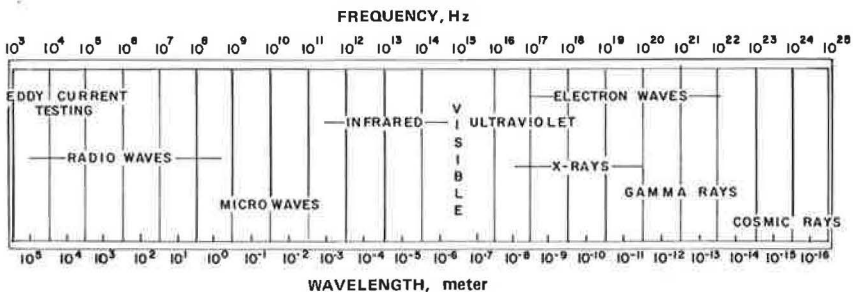 FREQUENCY, Hz
10³ 10⁴ 10⁵ 10⁶ 10⁷ 10⁸ 10⁹ 10¹⁰ 10¹¹ 10¹² 10¹³ 10¹⁴ 10¹⁵ 10¹⁶ 10¹⁷ 10¹⁸ 10¹⁹ 10²⁰ 10²¹ 10²² 10²³ 10²⁴ 10²⁵
EDDY CURRENT
TESTING
RADIO WAVES
MICROWAVES
INFRARED
VISIBLE
ULTRAVIOLET
ELECTRON WAVES
X-RAYS
GAMMA RAYS
COSMIC RAYS
10⁵ 10⁴ 10³ 10² 10¹ 10⁰ 10⁻¹ 10⁻² 10⁻³ 10⁻⁴ 10⁻⁵ 10⁻⁶ 10⁻⁷ 10⁻⁸ 10⁻⁹ 10⁻¹⁰ 10⁻¹¹ 10⁻¹² 10⁻¹³ 10⁻¹⁴ 10⁻¹⁵ 10⁻¹⁶
WAVELENGTH, meter